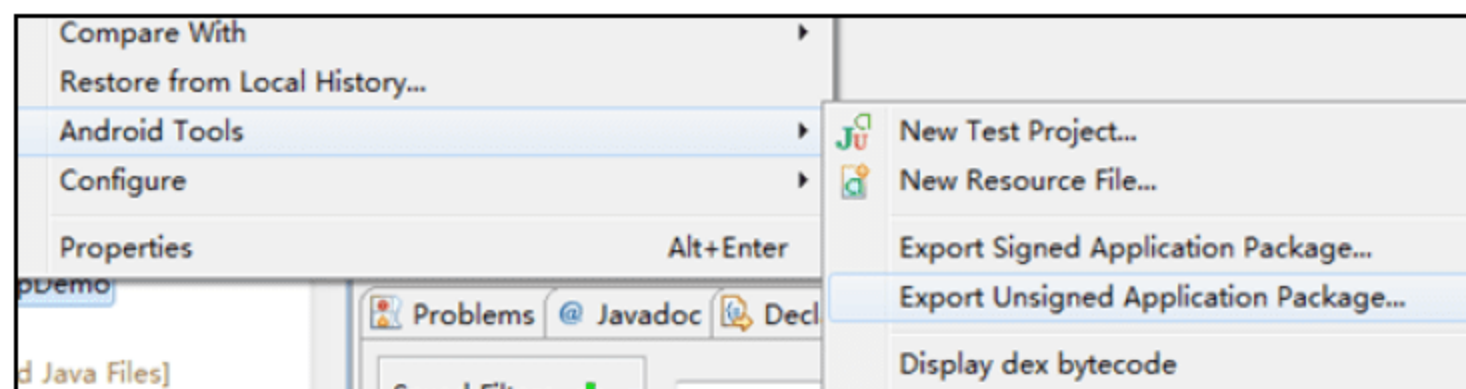 Compare With
Restore from Local History...
Android Tools
Configure
Properties Alt+Enter
New Test Project...
New Resource File...
Export Signed Application Package...
Export Unsigned Application Package...
Display dex bytecode
pDemo
Problems @ Javadoc Decl
d Java Files]